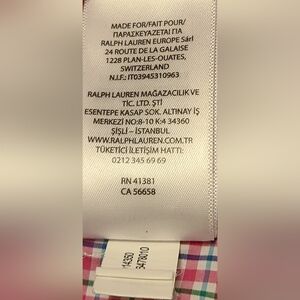 MADE FOR/FAIT POUR/
ΠΑΡΑΣΚΕΥΑΖΕΤΑΙ ΓΙΑ
RALPH LAUREN EUROPE Sàrl
24 ROUTE DE LA GALAISE
1228 PLAN-LES-OUATES,
SWITZERLAND
N.I.F.: IT03945310963
RALPH LAUREN MAĞAZACILIK VE
TİC. LTD. ŞTİ
ESENTEPE KASAP SOK. ALTINAY İŞ
MERKEZİ NO:8-10 K:4 34360
ŞİŞLİ – İSTANBUL
WWW.RALPHLAUREN.COM.TR
TÜKETİCİ İLETİŞİM HATTI:
0212 345 69 69
RN 41381
CA 56658